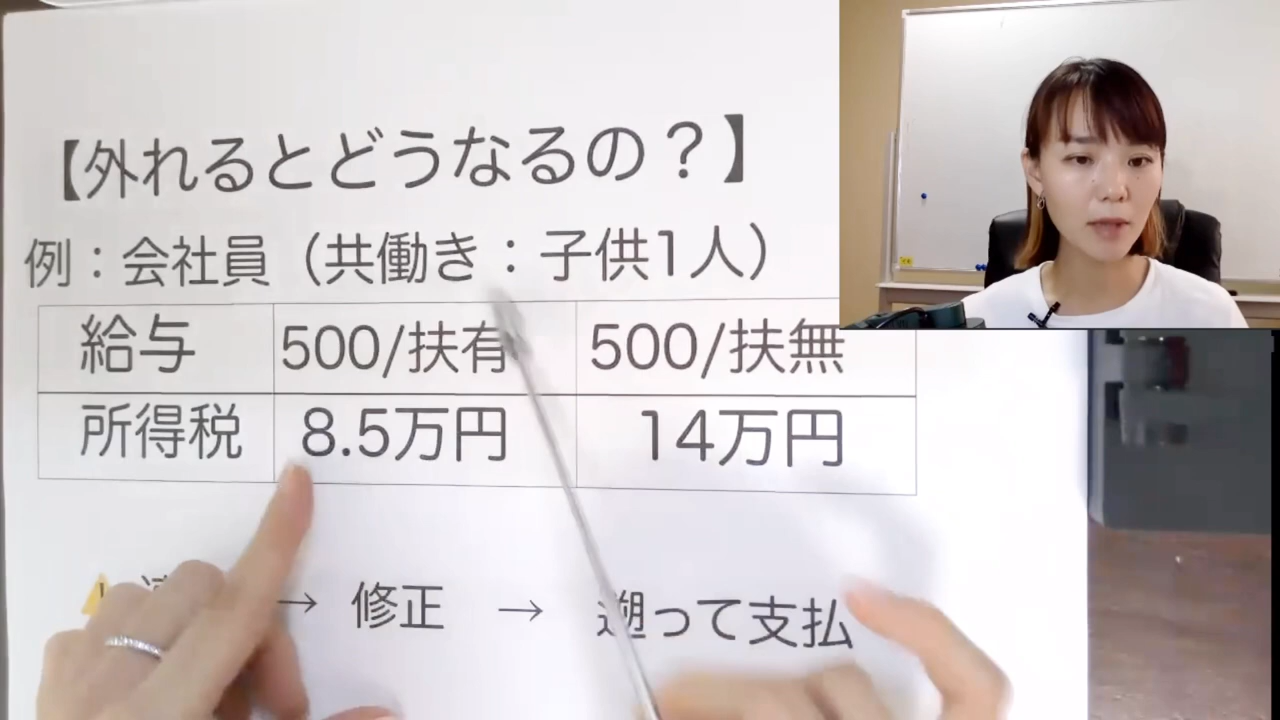 【外れるとどうなるの？】
例：会社員（共働き：子供1人）
給与 500/扶有 500/扶無
所得税 8.5万円 14万円
→ 修正 → 遡って支払